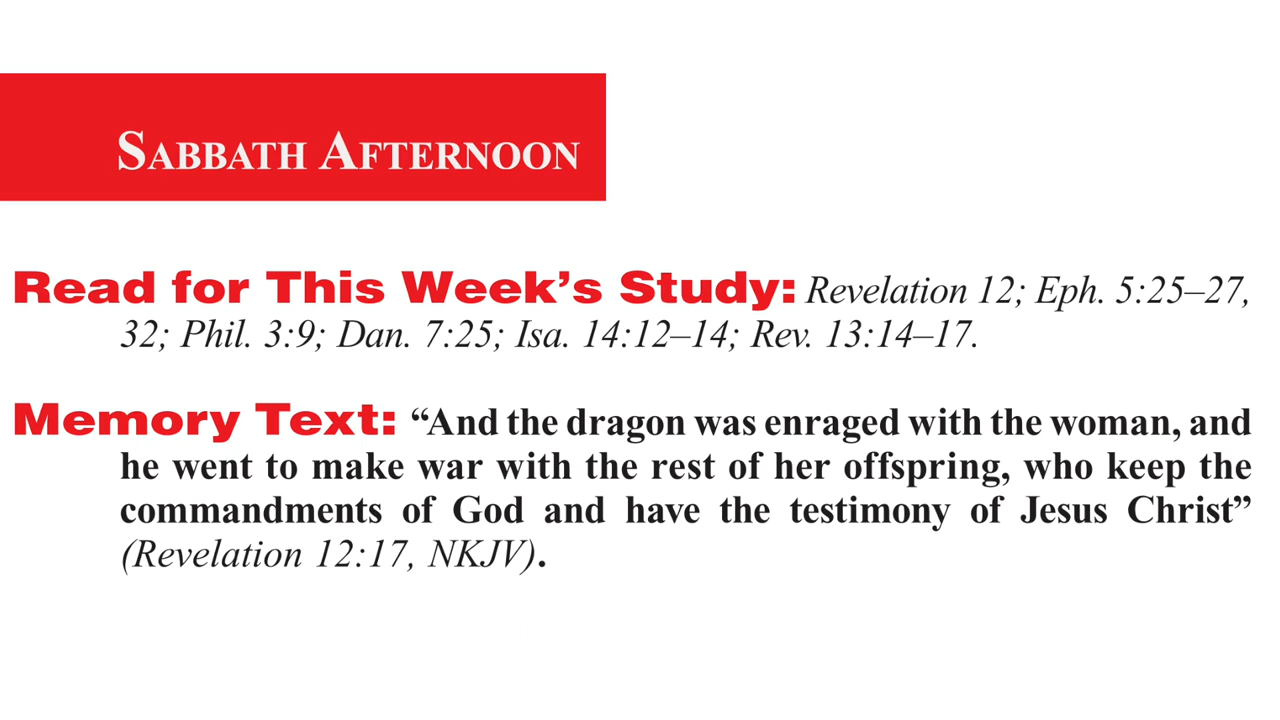 SABBATH AFTERNOON
Read for This Week’s Study: Revelation 12; Eph. 5:25–27,
32; Phil. 3:9; Dan. 7:25; Isa. 14:12–14; Rev. 13:14–17.
Memory Text: “And the dragon was enraged with the woman, and
he went to make war with the rest of her offspring, who keep the
commandments of God and have the testimony of Jesus Christ”
(Revelation 12:17, NKJV).